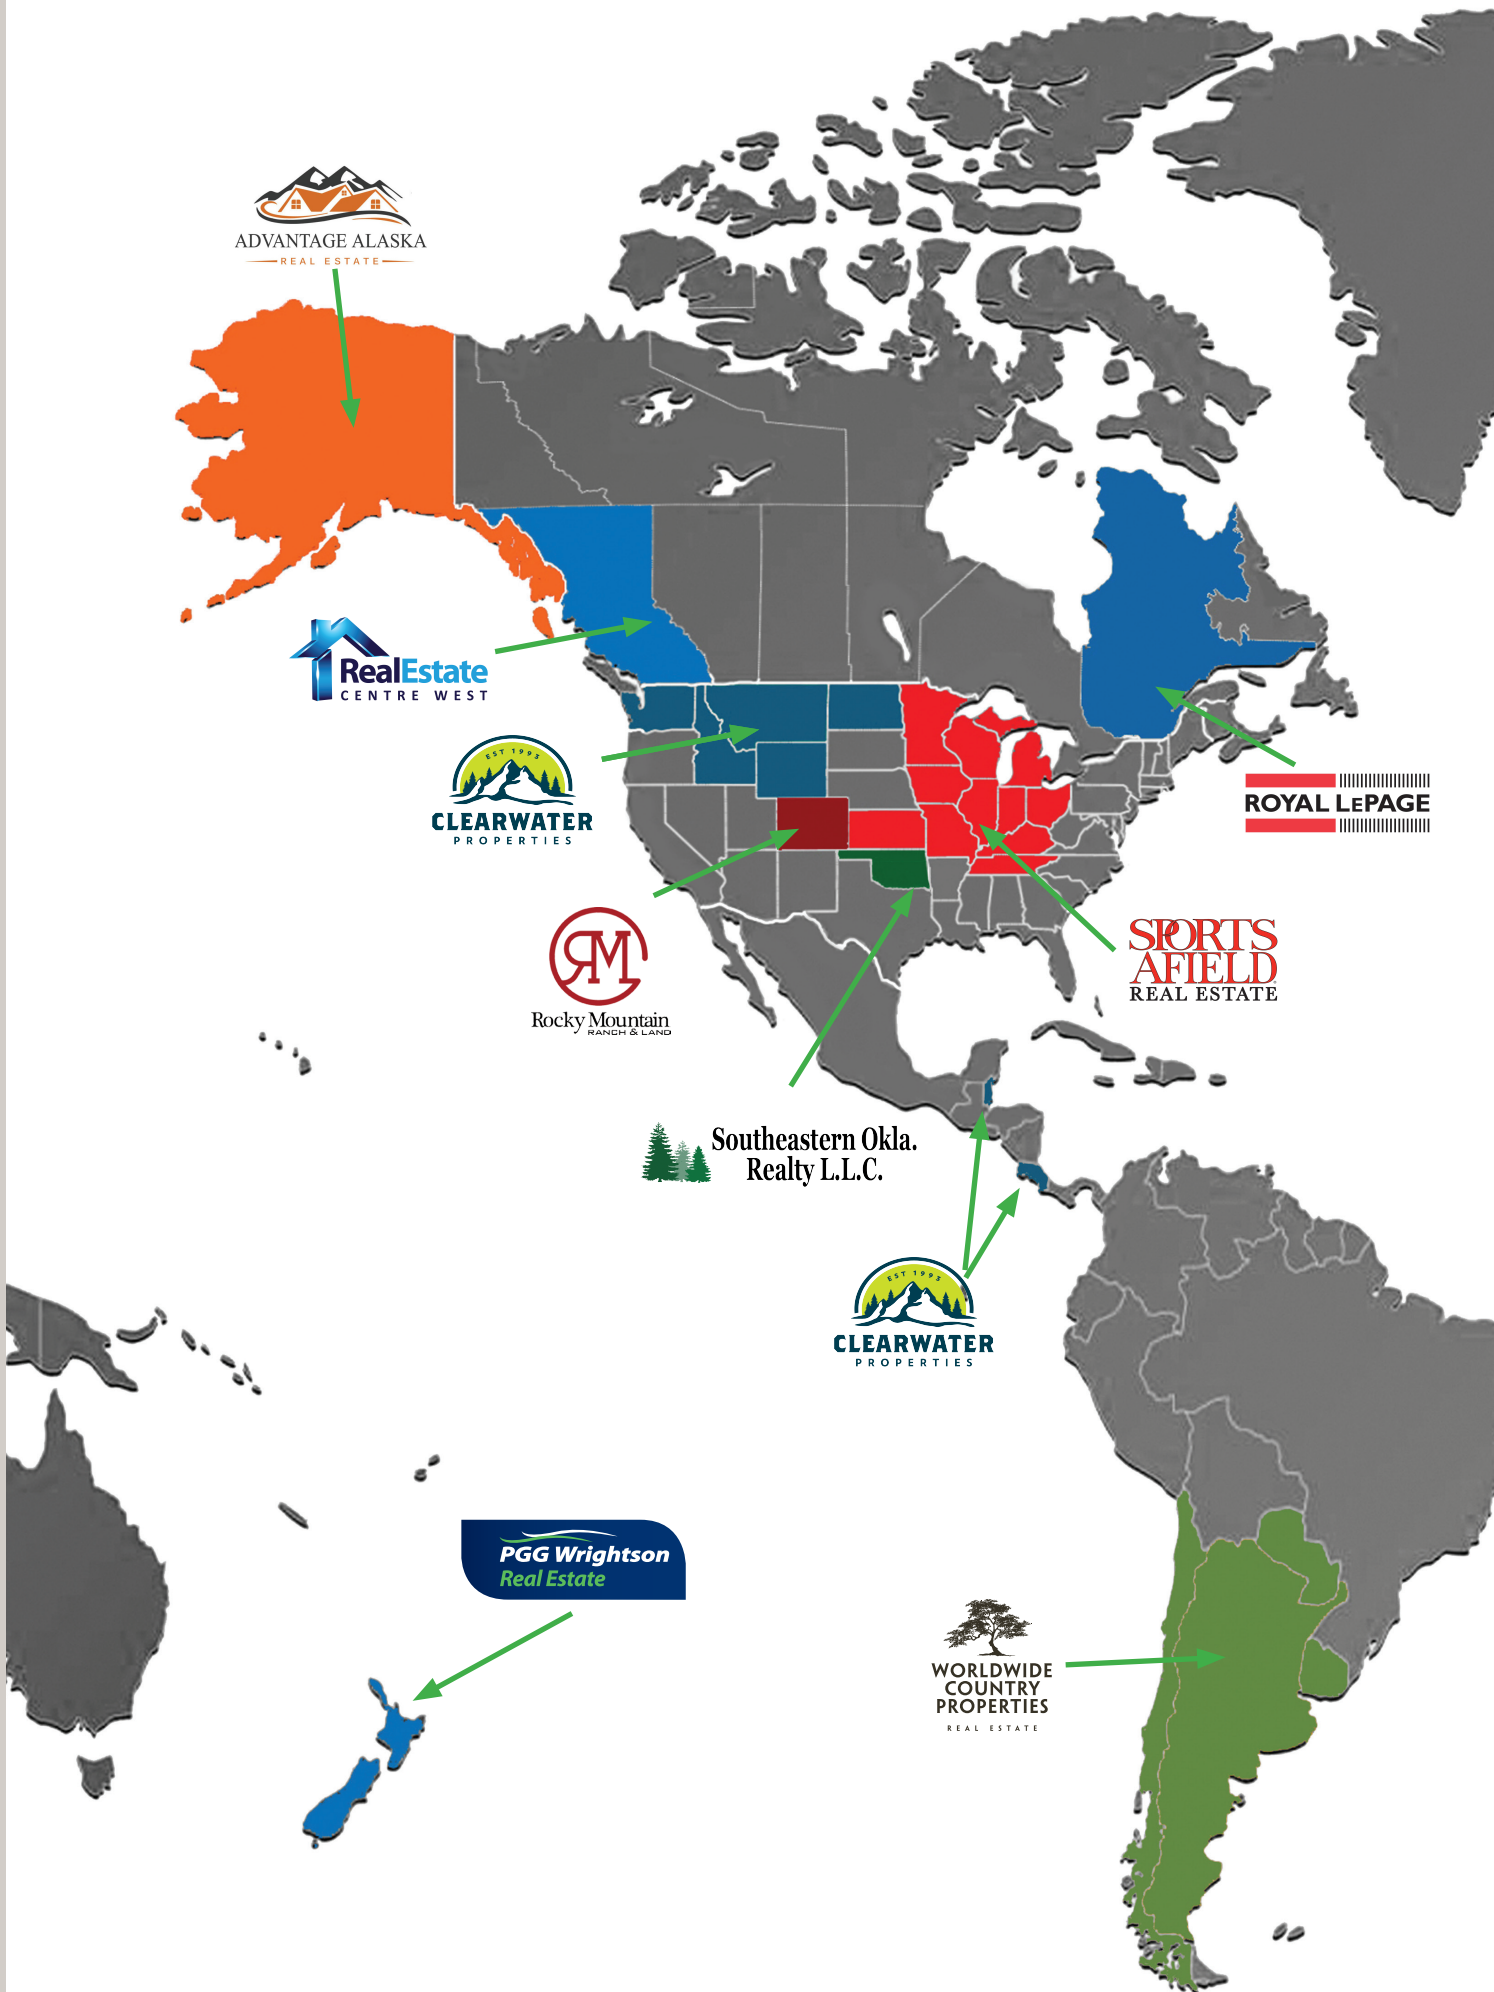 ADVANTAGE ALASKA
REAL ESTATE
RealEstate
CENTRE WEST
EST 1993
CLEARWATER
PROPERTIES
ROYAL LEPAGE
RM
Rocky Mountain
RANCH & LAND
SPORTS
AFIELD
REAL ESTATE
Southeastern Okla.
Realty L.L.C.
EST 1993
CLEARWATER
PROPERTIES
PGG Wrightson
Real Estate
WORLDWIDE
COUNTRY
PROPERTIES
REAL ESTATE